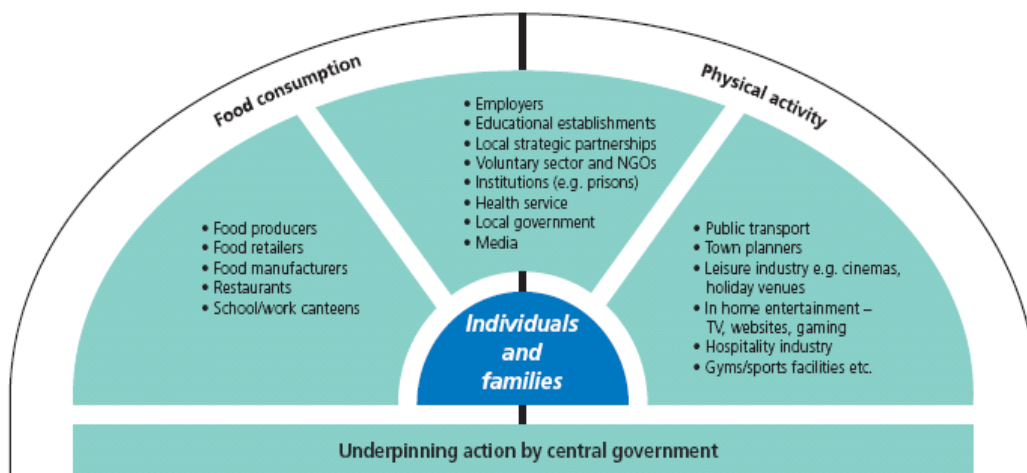 Food consumption
Physical activity
• Employers
• Educational establishments
• Local strategic partnerships
• Voluntary sector and NGOs
• Institutions (e.g. prisons)
• Health service
• Local government
• Media
• Food producers
• Food retailers
• Food manufacturers
• Restaurants
• School/work canteens
• Public transport
• Town planners
• Leisure industry e.g. cinemas,
holiday venues
• In home entertainment –
TV, websites, gaming
• Hospitality industry
• Gyms/sports facilities etc.
Individuals
and
families
Underpinning action by central government